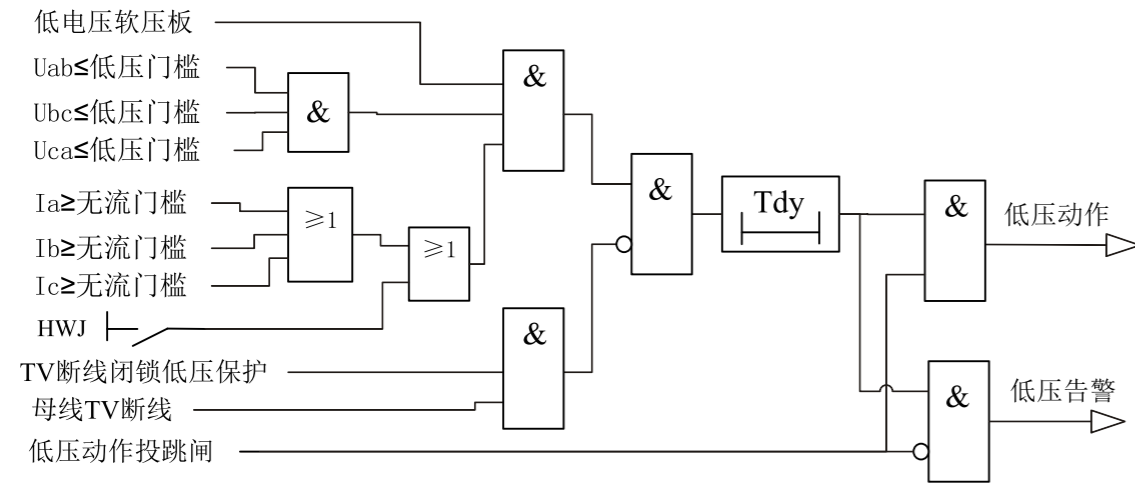 低电压软压板
Uab≤低压门槛
Ubc≤低压门槛
Uca≤低压门槛
&
&
&
Tdy
&
低压动作
Ia≥无流门槛
Ib≥无流门槛
Ic≥无流门槛
≥1
≥1
HWJ
TV断线闭锁低压保护
母线TV断线
&
低压动作投跳闸
&
低压告警